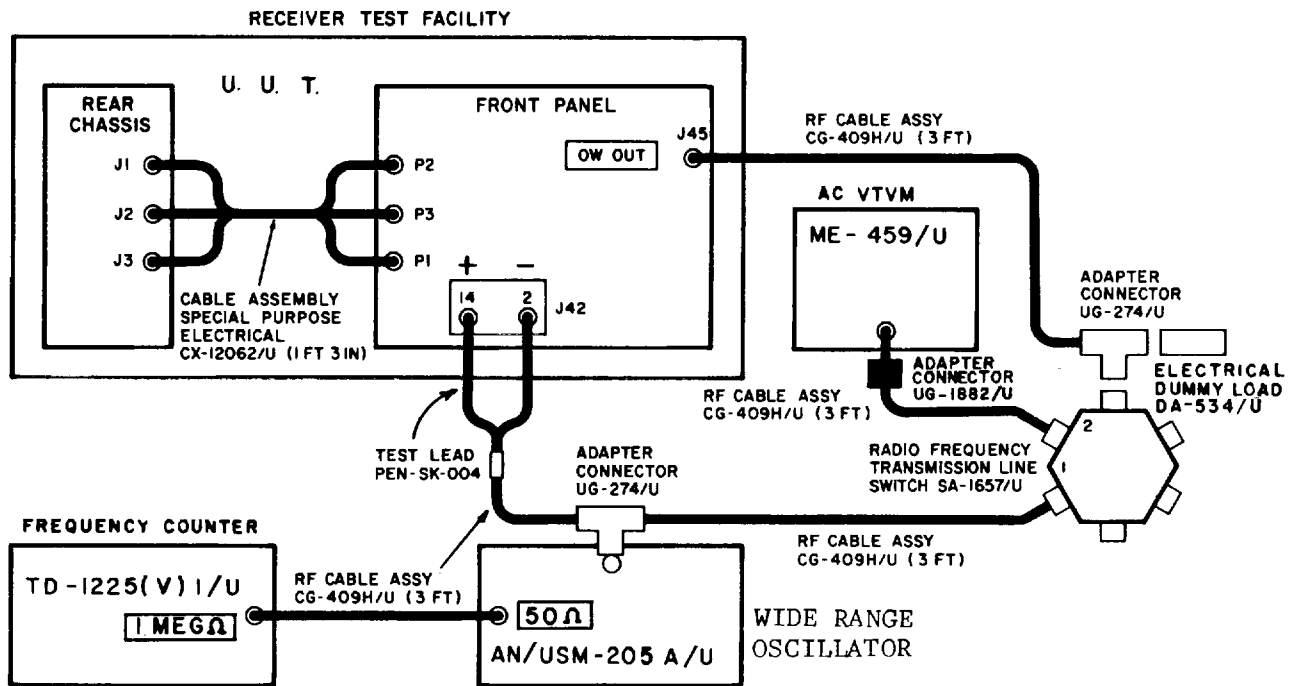 RECEIVER TEST FACILITY
U. U. T.
REAR
CHASSIS
J1
J2
J3
FRONT PANEL
OW OUT
J45
P2
P3
P1
+
–
14
2
J42
CABLE ASSEMBLY
SPECIAL PURPOSE
ELECTRICAL
CX-12062/U (1 FT 3 IN)
RF CABLE ASSY
CG-409H/U (3 FT)
AC VTVM
ME-459/U
ADAPTER
CONNECTOR
UG-274/U
ELECTRICAL
DUMMY LOAD
DA-534/U
ADAPTER
CONNECTOR
UG-1882/U
RF CABLE ASSY
CG-409H/U (3 FT)
2
1
RADIO FREQUENCY
TRANSMISSION LINE
SWITCH SA-1657/U
TEST LEAD
PEN-SK-004
ADAPTER
CONNECTOR
UG-274/U
RF CABLE ASSY
CG-409H/U (3 FT)
FREQUENCY COUNTER
TD-1225(V) 1/U
1 MEGΩ
RF CABLE ASSY
CG-409H/U (3 FT)
50Ω
AN/USM-205 A/U
WIDE RANGE
OSCILLATOR